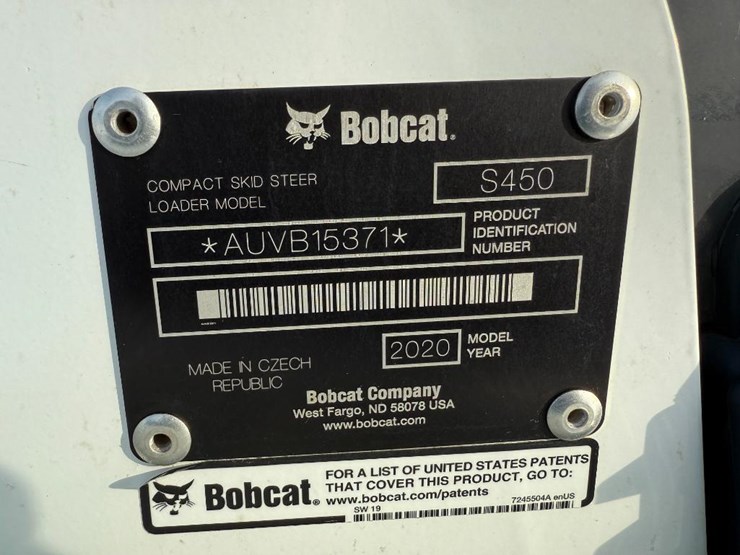 Bobcat.
COMPACT SKID STEER
LOADER MODEL
S450
*AUVB15371*
PRODUCT
IDENTIFICATION
NUMBER
2020
MODEL
YEAR
MADE IN CZECH
REPUBLIC
Bobcat Company
West Fargo, ND 58078 USA
www.bobcat.com
Bobcat.
FOR A LIST OF UNITED STATES PATENTS
THAT COVER THIS PRODUCT, GO TO:
www.bobcat.com/patents
SW 19
7245504A enUS